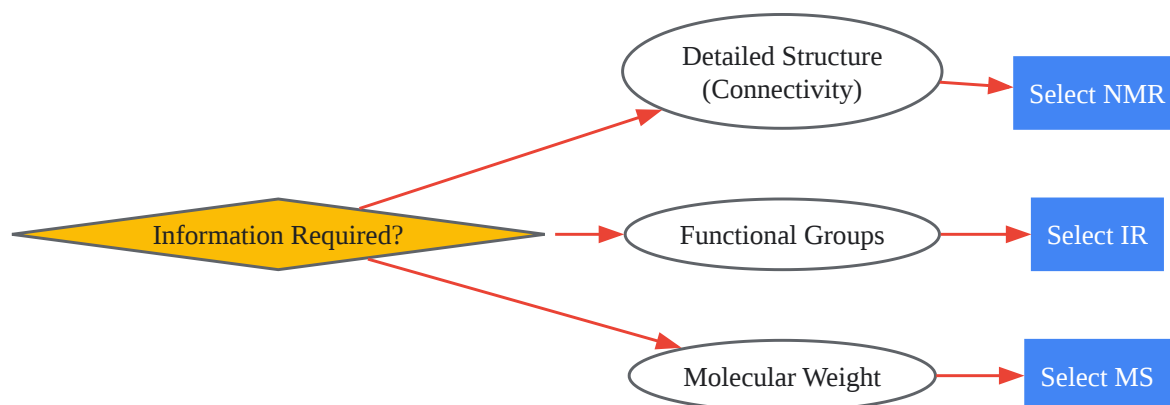 Detailed Structure
(Connectivity)
Select NMR
Information Required?
Functional Groups
Select IR
Molecular Weight
Select MS